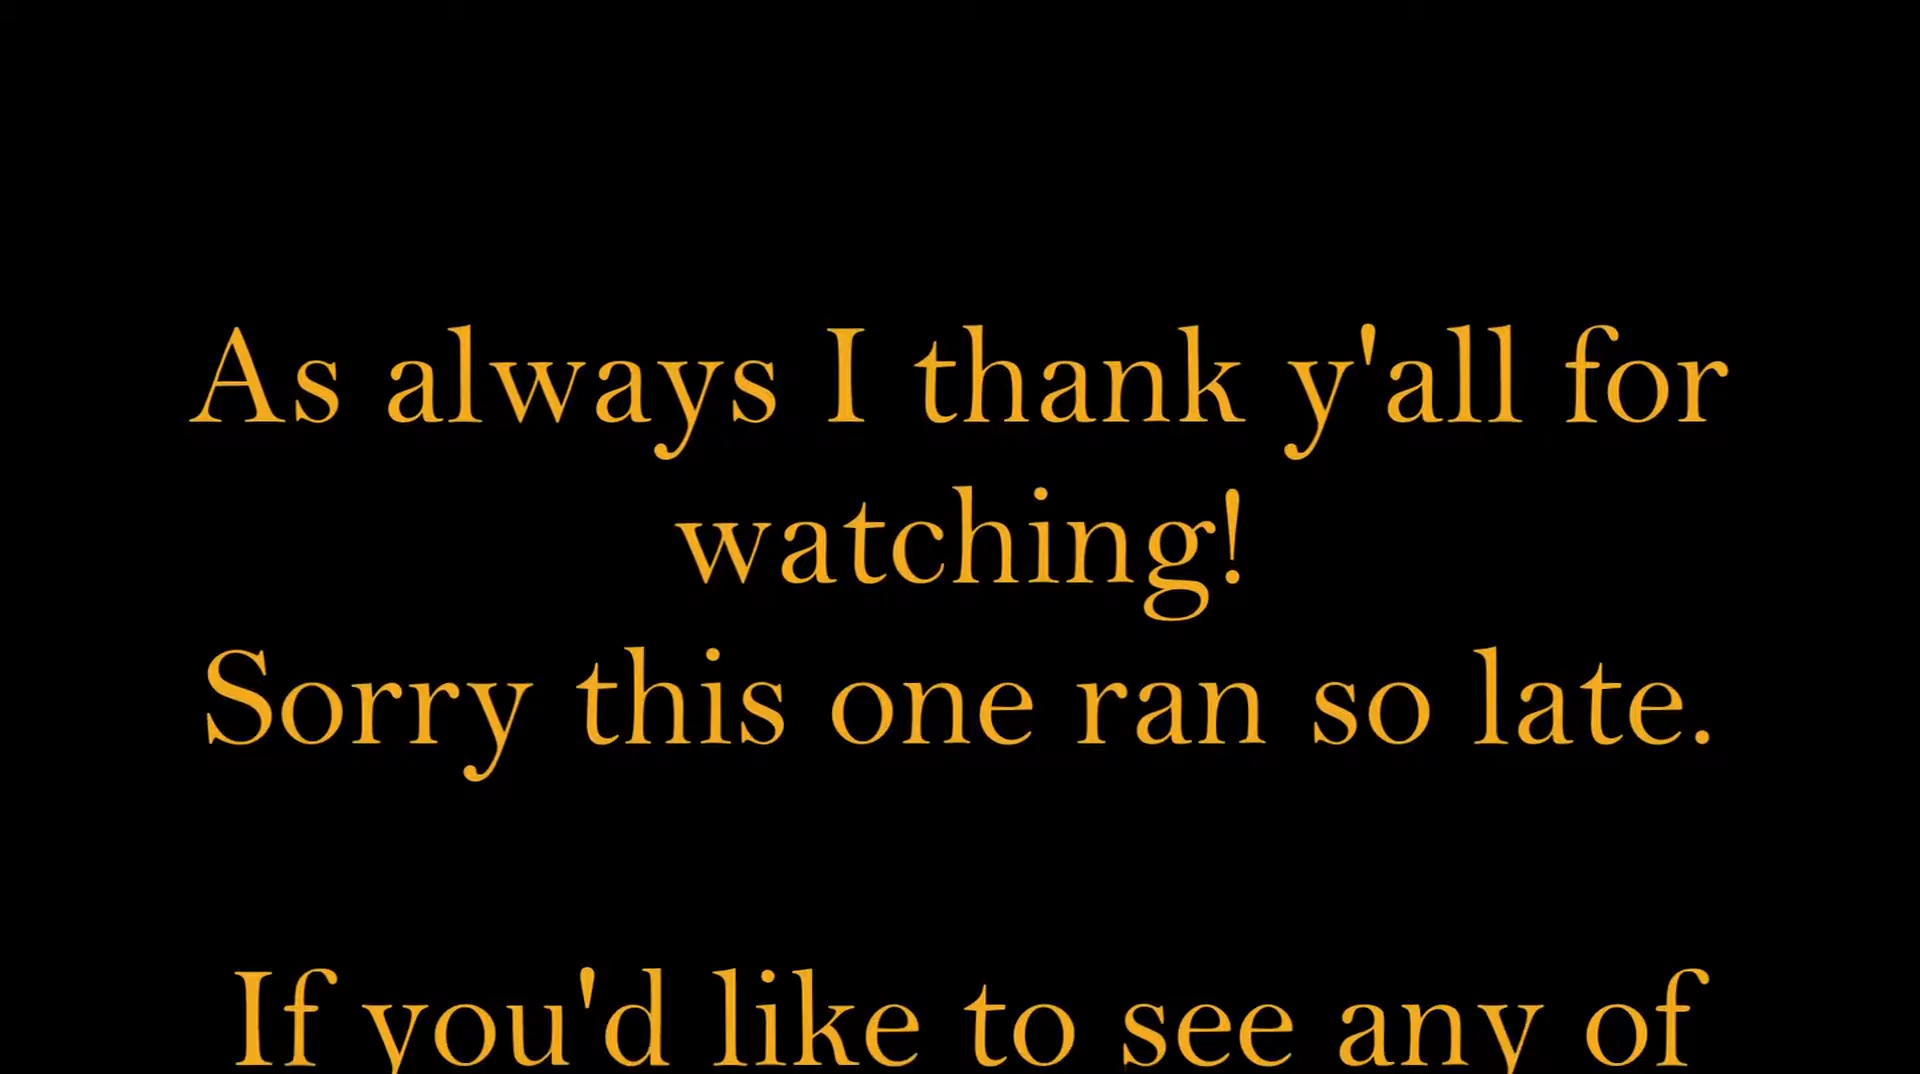 As always I thank y'all for
watching!
Sorry this one ran so late.
If you'd like to see any of